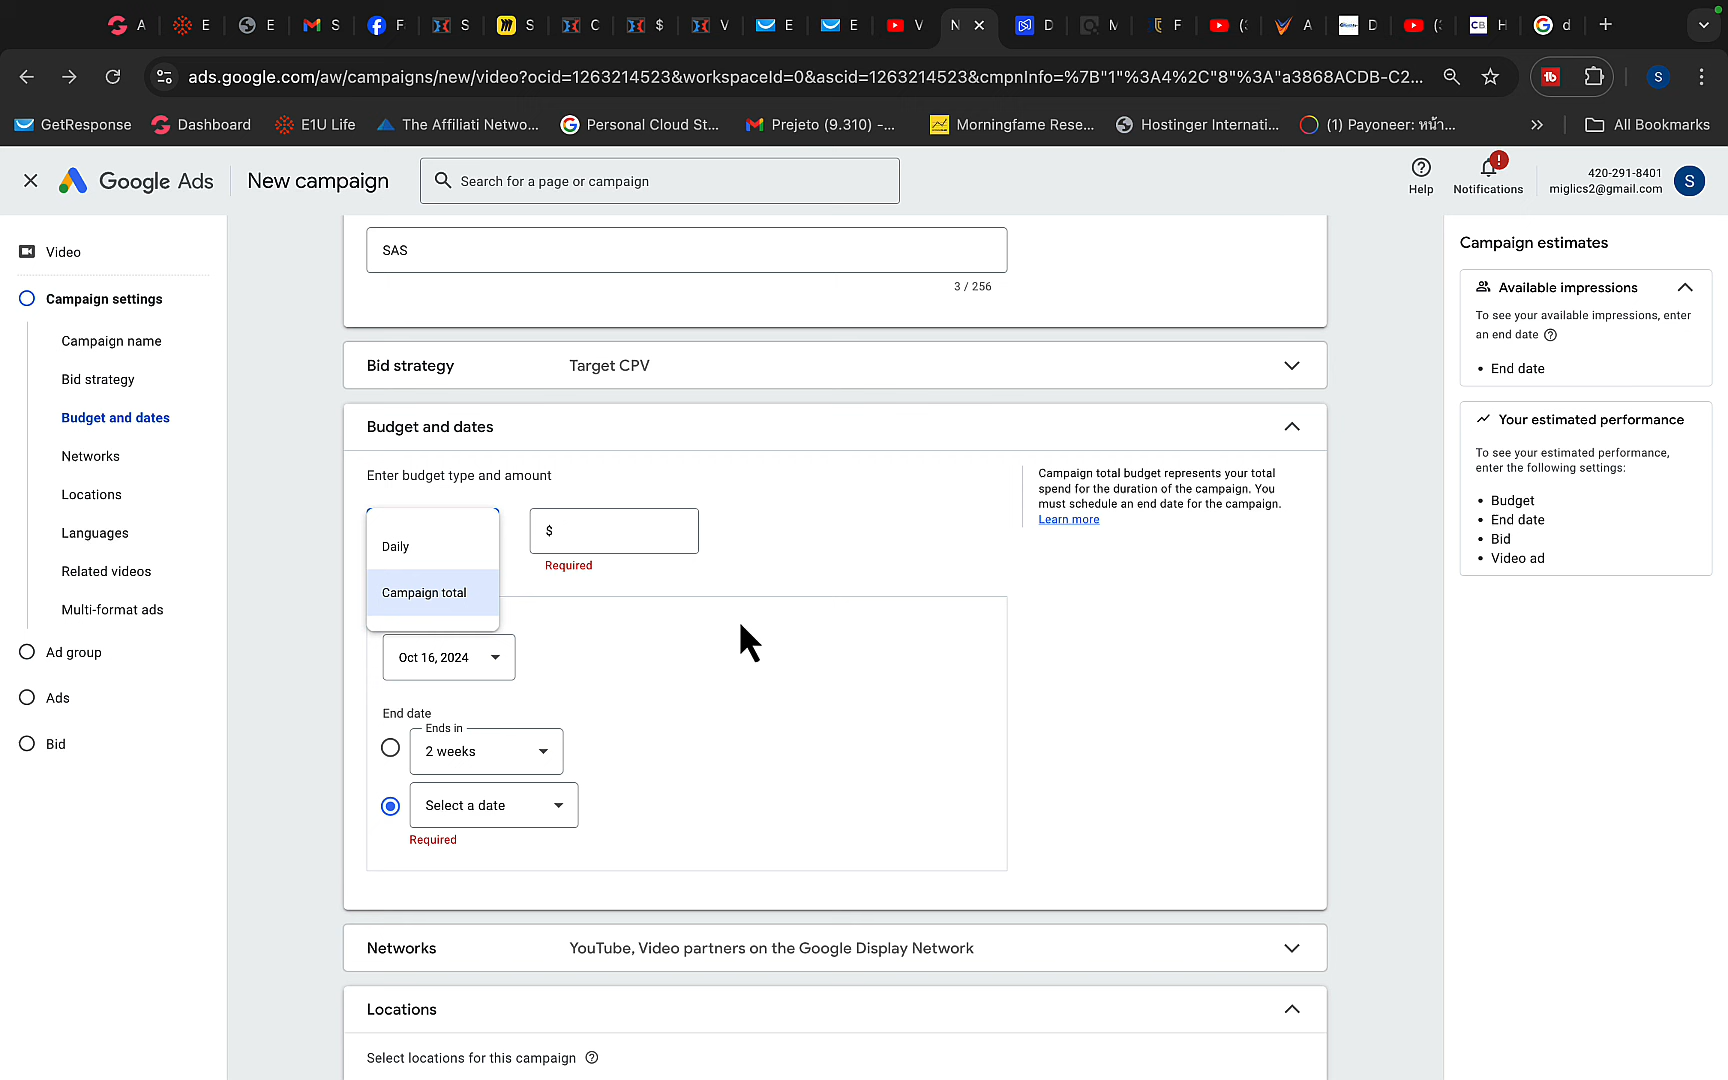 A E E S F S S C $ V E E V N D M F ( A D ( H d
ads.google.com/aw/campaigns/new/video?ocid=1263214523&workspaceId=0&ascid=1263214523&cmpnInfo=%7B"1"%3A4%2C"8"%3A"a3868ACDB-C2...
S
GetResponse Dashboard E1U Life The Affiliati Netwo... Personal Cloud St... Prejeto (9.310) -... Morningfame Rese... Hostinger Internati... (1) Payoneer: หน้า... All Bookmarks
Google Ads New campaign Search for a page or campaign Help Notifications
420-291-8401
miglics2@gmail.com
S
Video
Campaign settings
Campaign name
Bid strategy
Budget and dates
Networks
Locations
Languages
Related videos
Multi-format ads
Ad group
Ads
Bid
SAS
3 / 256
Bid strategy Target CPV
Budget and dates
Enter budget type and amount
Daily
Campaign total
$
Required
Oct 16, 2024
End date
Ends in
2 weeks
Select a date
Required
Campaign total budget represents your total
spend for the duration of the campaign. You
must schedule an end date for the campaign.
Learn more
Networks YouTube, Video partners on the Google Display Network
Locations
Select locations for this campaign
Campaign estimates
Available impressions
To see your available impressions, enter
an end date
• End date
Your estimated performance
To see your estimated performance,
enter the following settings:
• Budget
• End date
• Bid
• Video ad